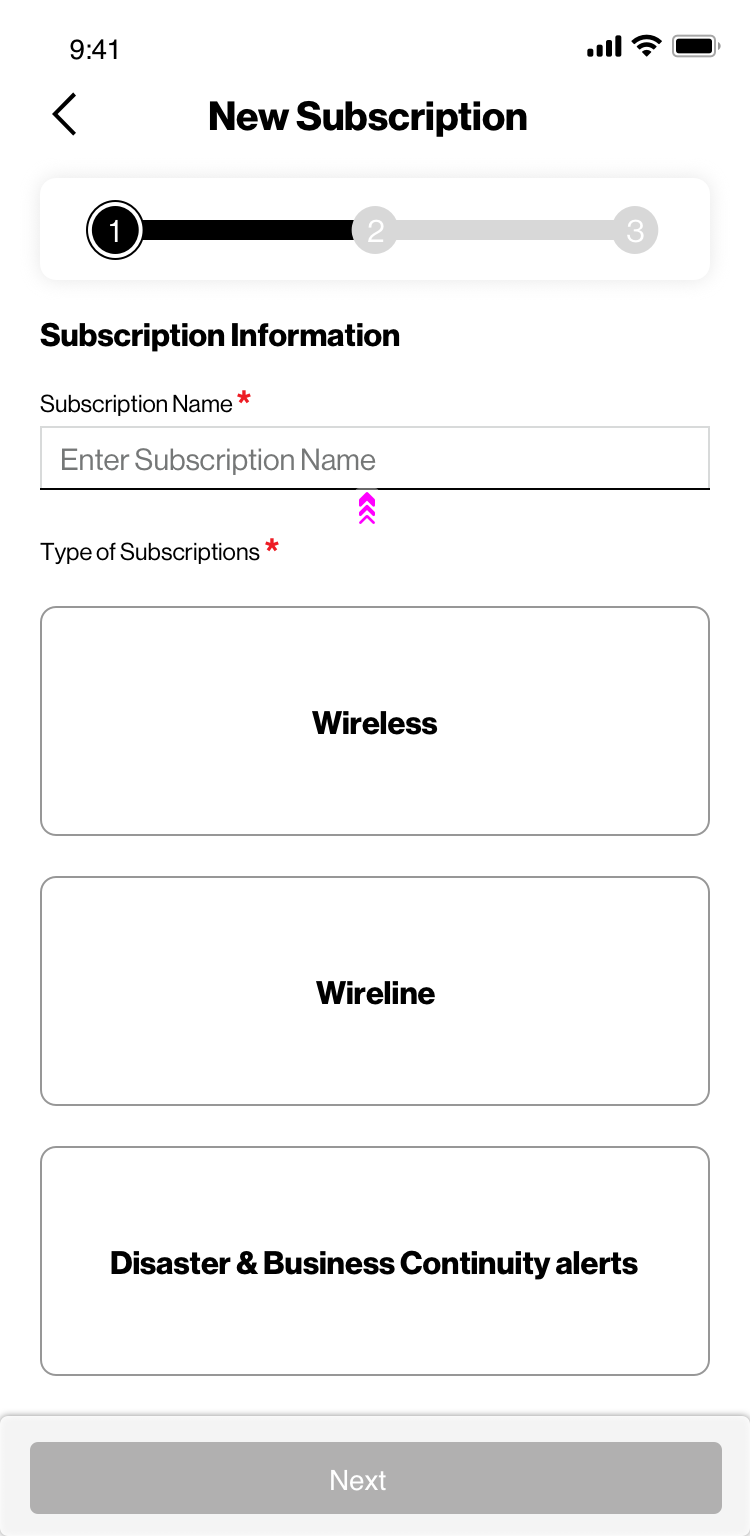 9:41
New Subscription
1 2 3
Subscription Information
Subscription Name *
Enter Subscription Name
Type of Subscriptions *
Wireless
Wireline
Disaster & Business Continuity alerts
Next